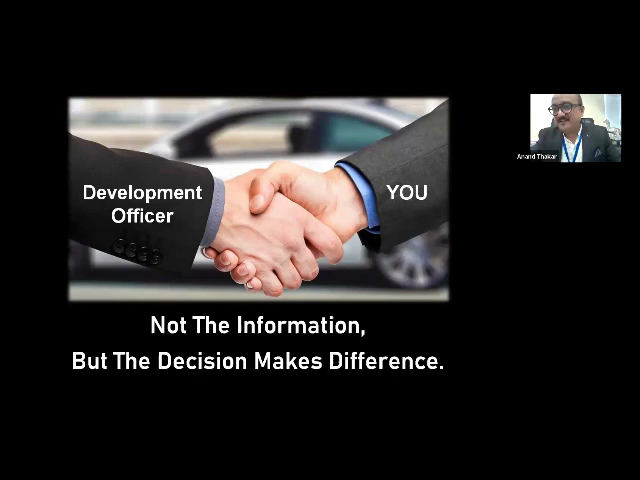 Development
Officer
YOU
Anand Thakar
Not The Information,
But The Decision Makes Difference.